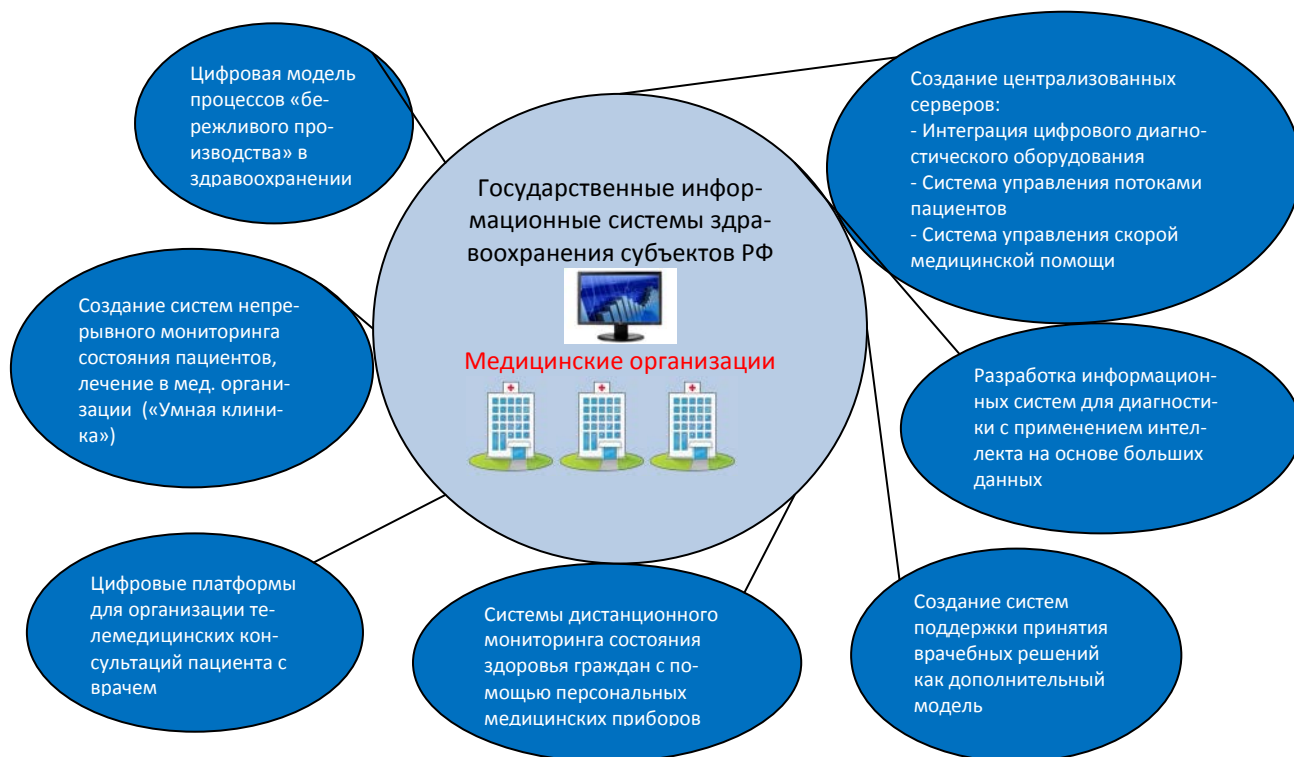 Цифровая модель
процессов «бе-
режливого про-
изводства» в
здравоохранении
Государственные инфор-
мационные системы здра-
воохранения субъектов РФ
Медицинские организации
Создание централизованных
серверов:
- Интеграция цифрового диагно-
стического оборудования
- Система управления потоками
пациентов
- Система управления скорой
медицинской помощи
Создание систем непре-
рывного мониторинга
состояния пациентов,
лечение в мед. органи-
зации («Умная клини-
ка»)
Разработка информацион-
ных систем для диагности-
ки с применением интел-
лекта на основе больших
данных
Цифровые платформы
для организации те-
лемедицинских кон-
сультаций пациента с
врачем
Системы дистанционного
мониторинга состояния
здоровья граждан с по-
мощью персональных
медицинских приборов
Создание систем
поддержки принятия
врачебных решений
как дополнительный
модель